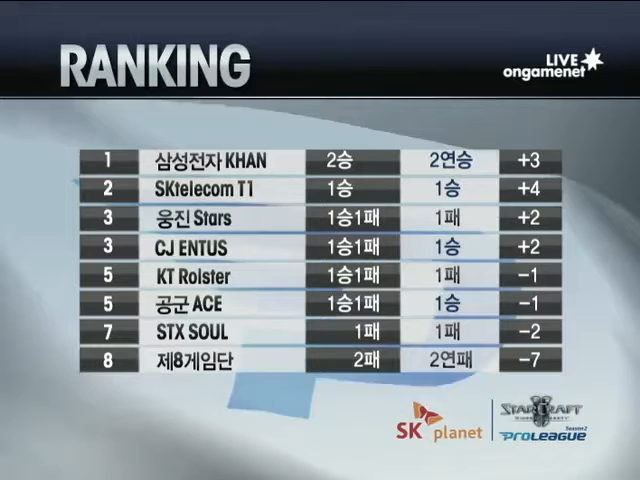 RANKING
LIVE
ongamenet
1 삼성전자 KHAN 2승 2연승 +3
2 SKtelecom T1 1승 1승 +4
3 웅진 Stars 1승1패 1패 +2
3 CJ ENTUS 1승1패 1승 +2
5 KT Rolster 1승1패 1패 -1
5 공군 ACE 1승1패 1승 -1
7 STX SOUL 1패 1패 -2
8 제8게임단 2패 2연패 -7
SK planet
STARCRAFT
Season2
PROLEAGUE